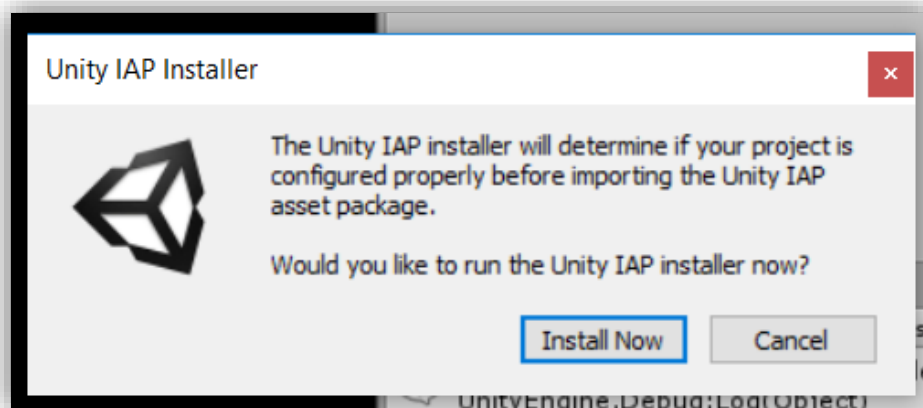 Unity IAP Installer
The Unity IAP installer will determine if your project is
configured properly before importing the Unity IAP
asset package.
Would you like to run the Unity IAP installer now?
Install Now Cancel
UnityEngine.Debug:Log(Object)